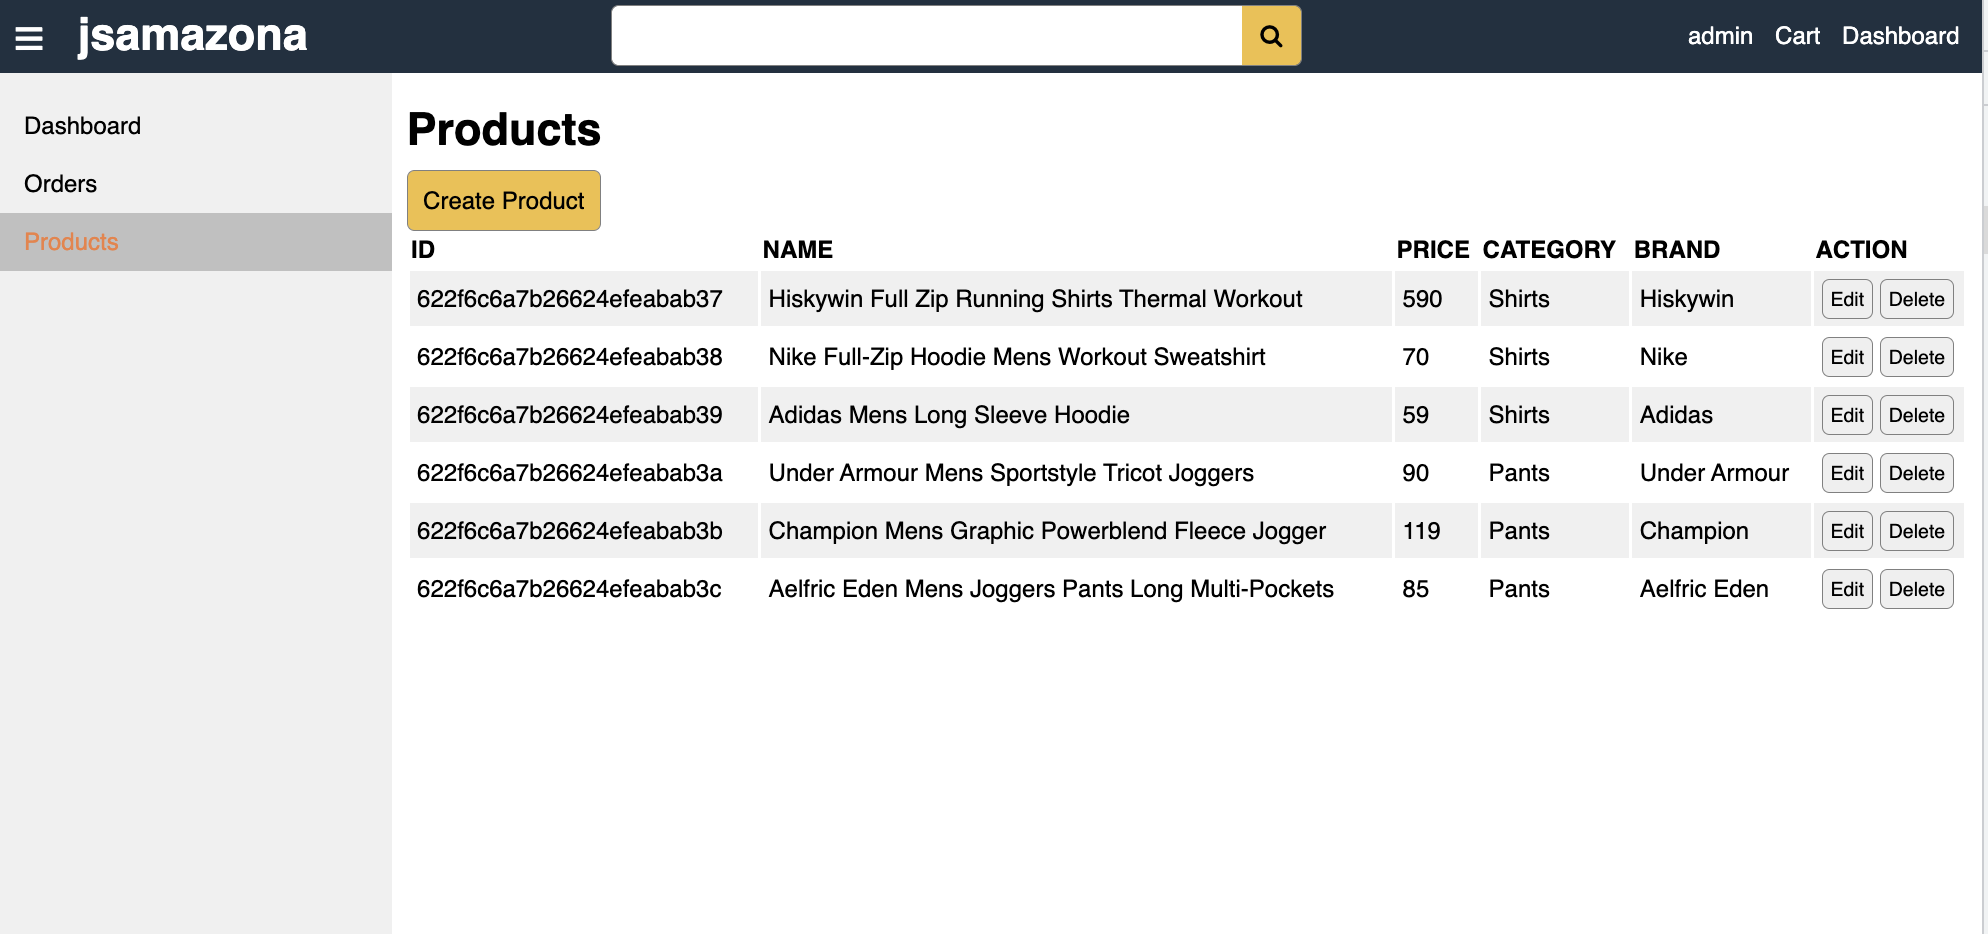 jsamazona admin Cart Dashboard
Dashboard
Orders
Products
Products
Create Product
ID NAME PRICE CATEGORY BRAND ACTION
622f6c6a7b26624efeabab37 Hiskywin Full Zip Running Shirts Thermal Workout 590 Shirts Hiskywin Edit Delete
622f6c6a7b26624efeabab38 Nike Full-Zip Hoodie Mens Workout Sweatshirt 70 Shirts Nike Edit Delete
622f6c6a7b26624efeabab39 Adidas Mens Long Sleeve Hoodie 59 Shirts Adidas Edit Delete
622f6c6a7b26624efeabab3a Under Armour Mens Sportstyle Tricot Joggers 90 Pants Under Armour Edit Delete
622f6c6a7b26624efeabab3b Champion Mens Graphic Powerblend Fleece Jogger 119 Pants Champion Edit Delete
622f6c6a7b26624efeabab3c Aelfric Eden Mens Joggers Pants Long Multi-Pockets 85 Pants Aelfric Eden Edit Delete